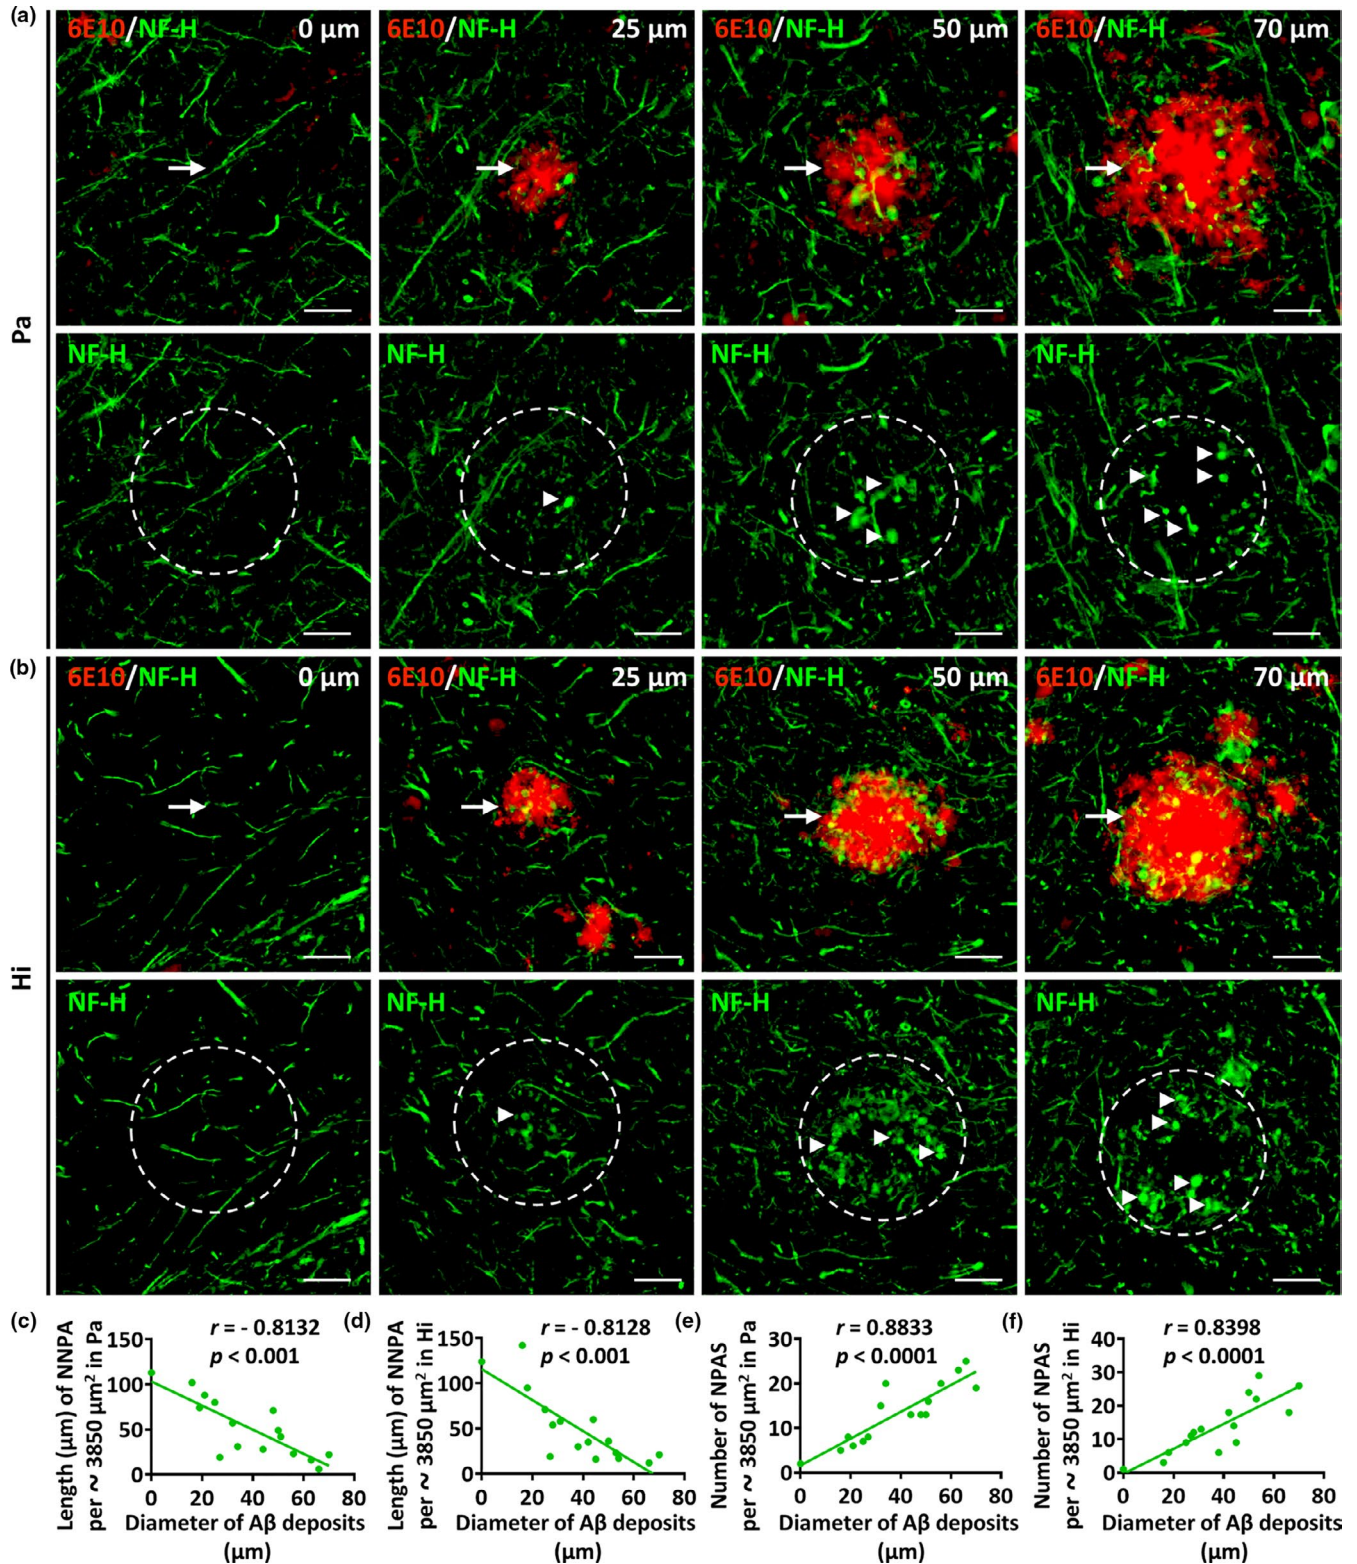 (a)
6E10/NF-H 0 µm
6E10/NF-H 25 µm
6E10/NF-H 50 µm
6E10/NF-H 70 µm
Pa
NF-H
NF-H
NF-H
NF-H
(b)
6E10/NF-H 0 µm
6E10/NF-H 25 µm
6E10/NF-H 50 µm
6E10/NF-H 70 µm
Hi
NF-H
NF-H
NF-H
NF-H
(c)
Length (µm) of NNPA
per ~ 3850 µm² in Pa
150
100
50
0
r = - 0.8132
p < 0.001
0 20 40 60 80
Diameter of Aβ deposits
(µm)
(d)
Length (µm) of NNPA
per ~ 3850 µm² in Hi
150
100
50
0
r = - 0.8128
p < 0.001
0 20 40 60 80
Diameter of Aβ deposits
(µm)
(e)
Number of NPAS
per ~ 3850 µm² in Pa
30
20
10
0
r = 0.8833
p < 0.0001
0 20 40 60 80
Diameter of Aβ deposits
(µm)
(f)
Number of NPAS
per ~ 3850 µm² in Hi
40
30
20
10
0
r = 0.8398
p < 0.0001
0 20 40 60 80
Diameter of Aβ deposits
(µm)